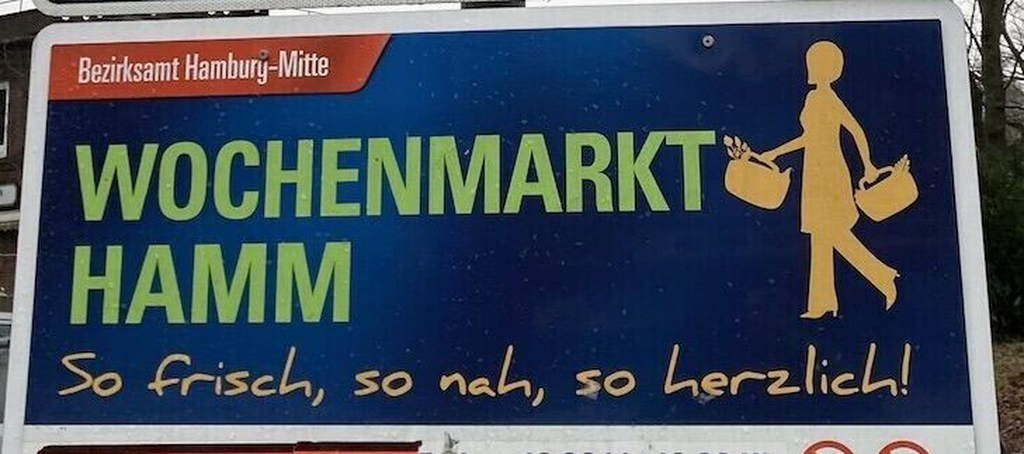 Bezirksamt Hamburg-Mitte
WOCHENMARKT
HAMM
So frisch, so nah, so herzlich!